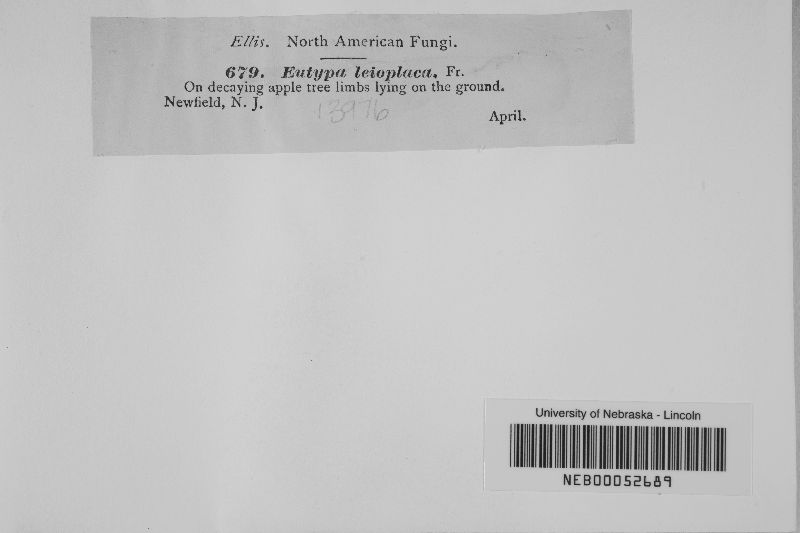 Ellis. North American Fungi.
679. Eutypa leioplaca, Fr.
On decaying apple tree limbs lying on the ground.
Newfield, N. J.
13976
April.
University of Nebraska - Lincoln
NEB00052689